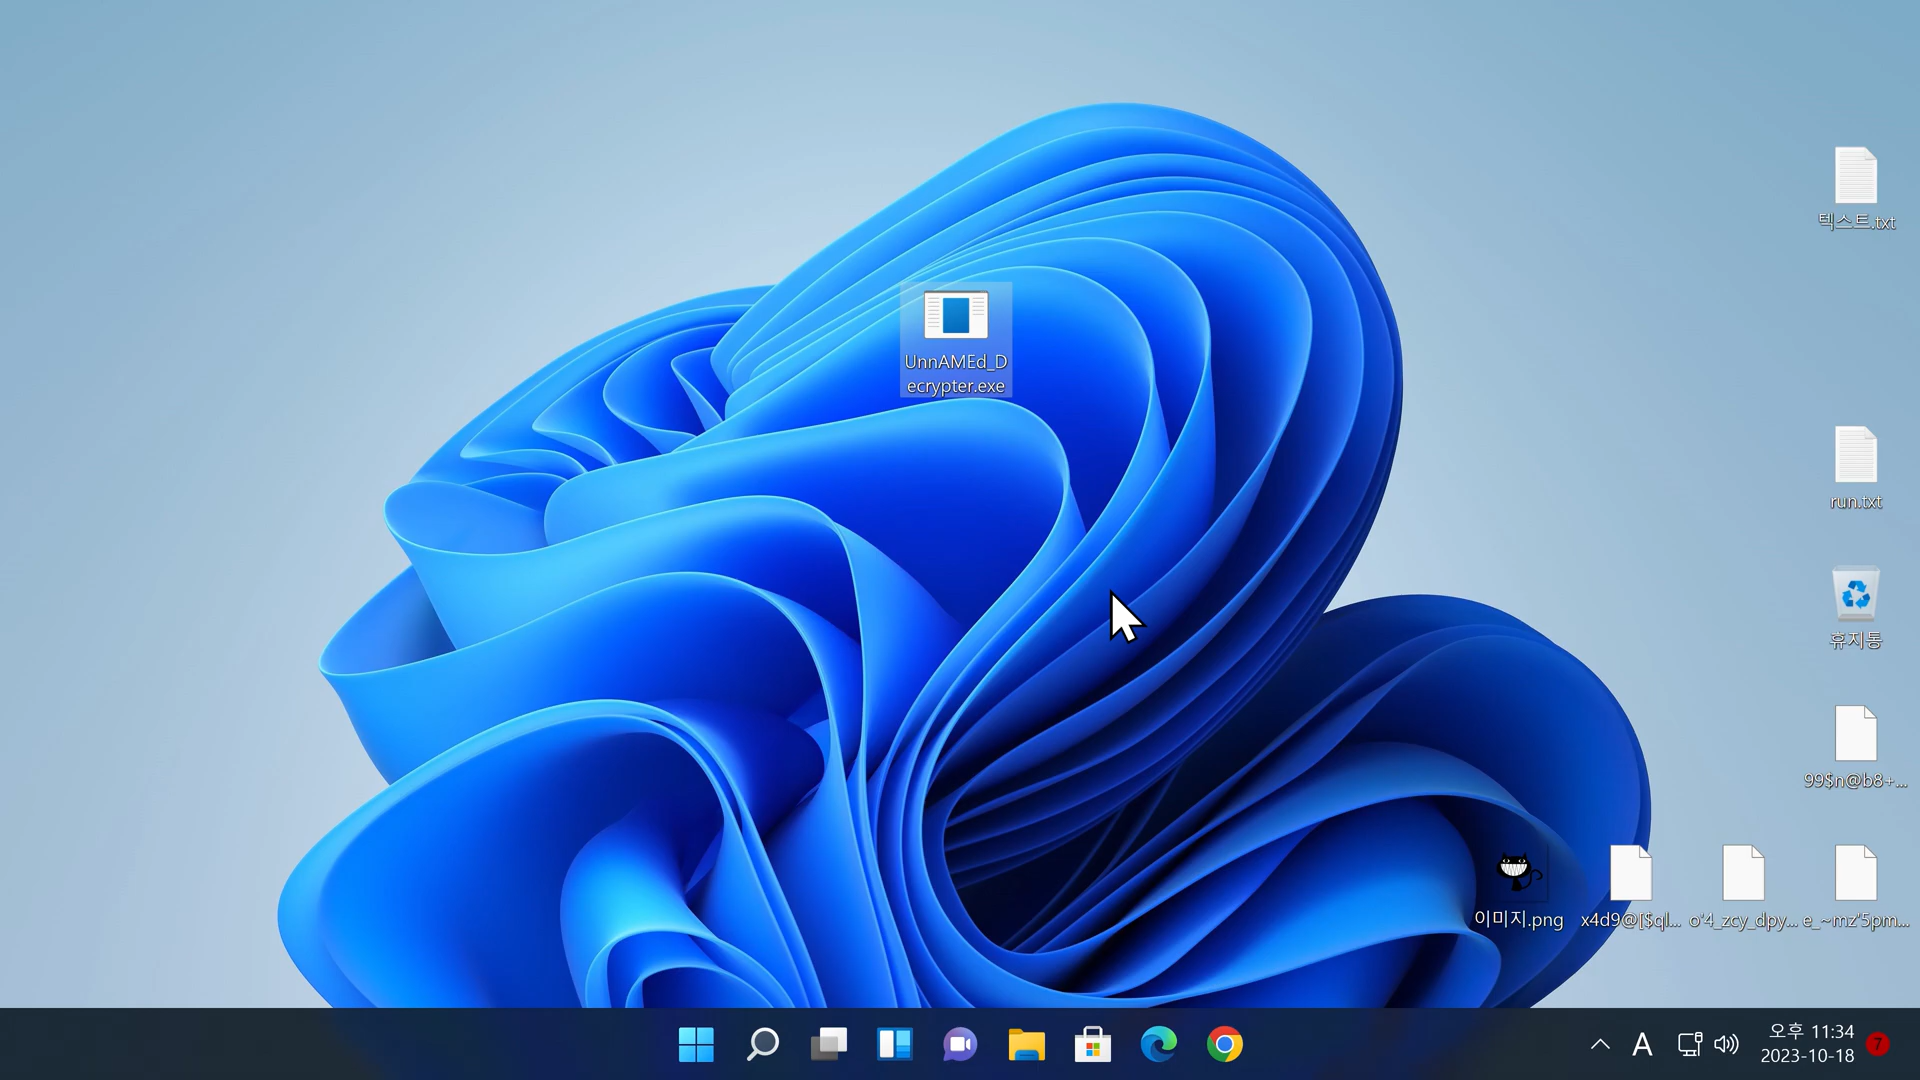 텍스트.txt
UnnAMEd_D
ecrypter.exe
run.txt
휴지통
99$n@b8+...
이미지.png
x4d9@[$ql...
o'4_zcy_dpy...
e_~mz'5pm...
A
오후 11:34
2023-10-18
7